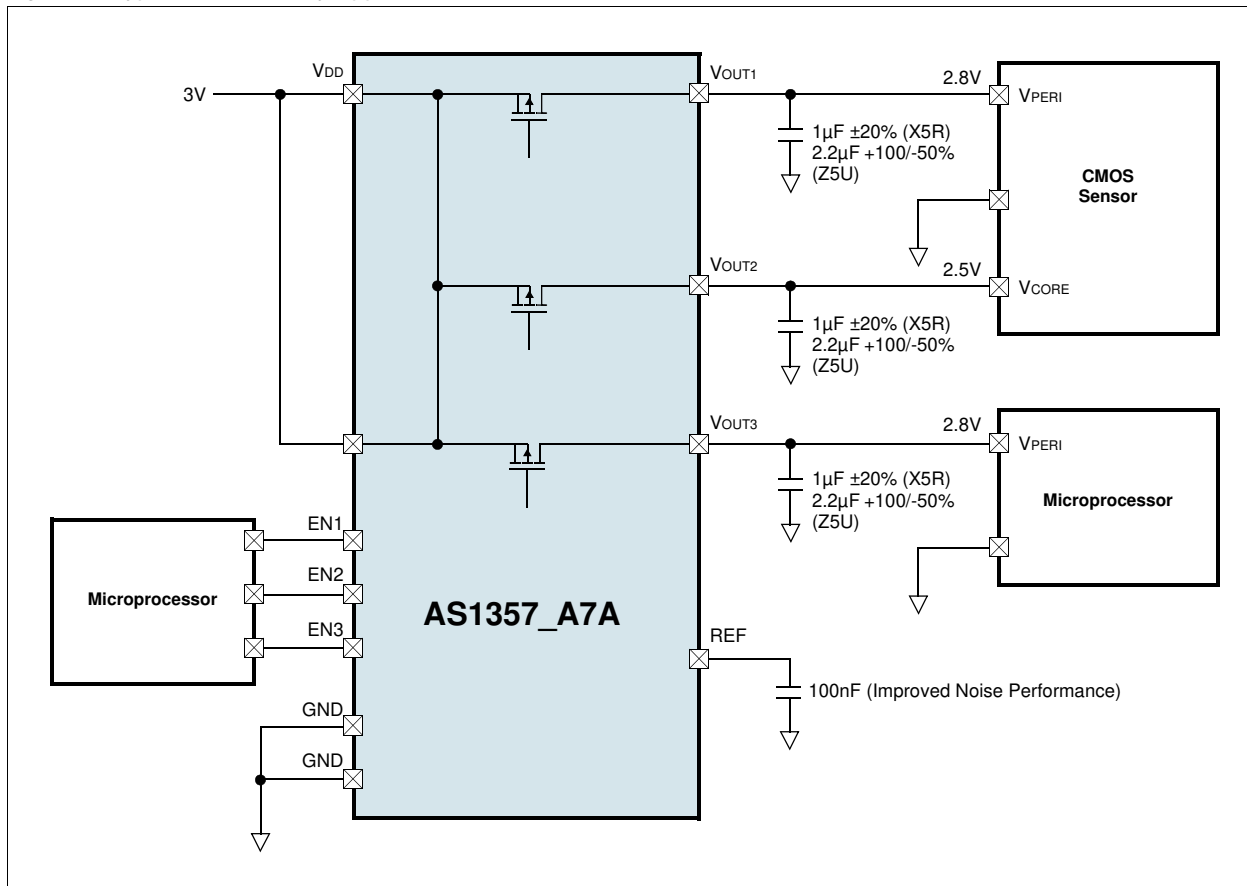 VDD
3V
VOUT1
2.8V
VPERI
1µF ±20% (X5R)
2.2µF +100/-50%
(Z5U)
CMOS
Sensor
VOUT2
2.5V
VCORE
1µF ±20% (X5R)
2.2µF +100/-50%
(Z5U)
VOUT3
2.8V
VPERI
1µF ±20% (X5R)
2.2µF +100/-50%
(Z5U)
Microprocessor
EN1
EN2
EN3
Microprocessor
AS1357_A7A
REF
100nF (Improved Noise Performance)
GND
GND